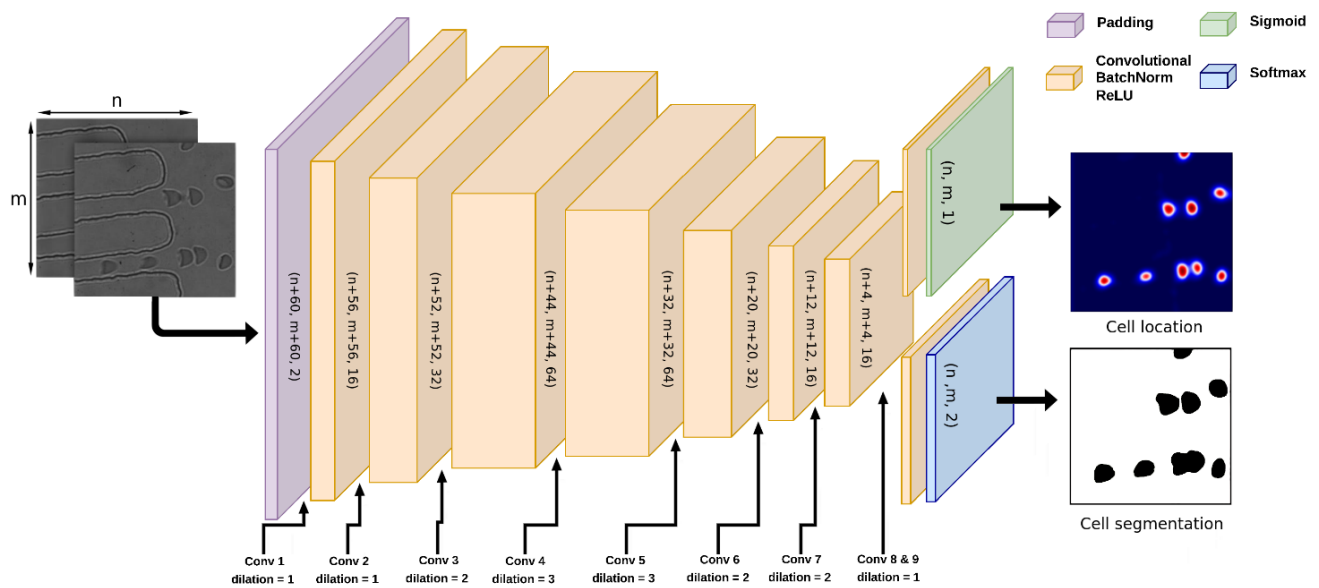 Padding
Sigmoid
Convolutional
BatchNorm
ReLU
Softmax
n
m
(n+60, m+60, 2)
(n+56, m+56, 16)
(n+52, m+52, 32)
(n+44, m+44, 64)
(n+32, m+32, 64)
(n+20, m+20, 32)
(n+12, m+12, 16)
(n+4, m+4, 16)
(n, m, 1)
(n ,m, 2)
Cell location
Cell segmentation
Conv 1
dilation = 1
Conv 2
dilation = 1
Conv 3
dilation = 2
Conv 4
dilation = 3
Conv 5
dilation = 3
Conv 6
dilation = 2
Conv 7
dilation = 2
Conv 8 & 9
dilation = 1